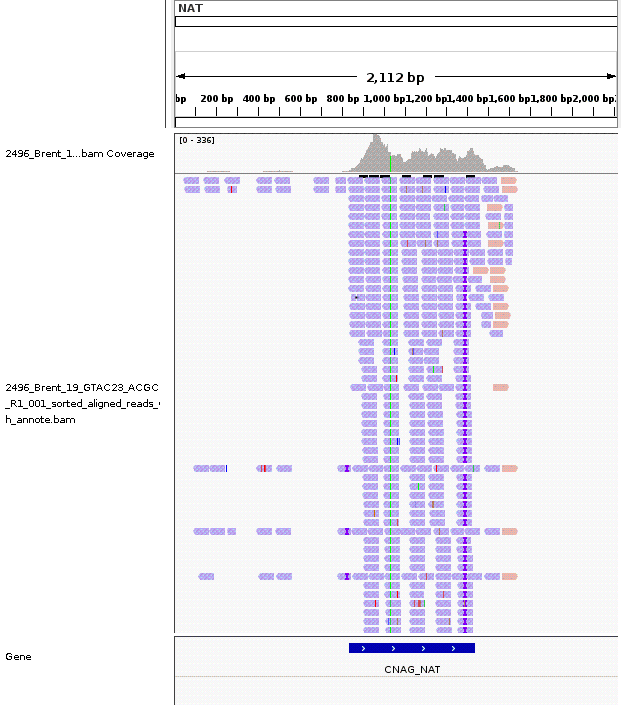 NAT
2,112 bp
bp 200 bp 400 bp 600 bp 800 bp 1,000 bp 1,200 bp 1,400 bp 1,600 bp 1,800 bp 2,000 bp
[0 - 336]
2496_Brent_1...bam Coverage
2496_Brent_19_GTAC23_ACGC
_R1_001_sorted_aligned_reads_
h_annote.bam
Gene
CNAG_NAT